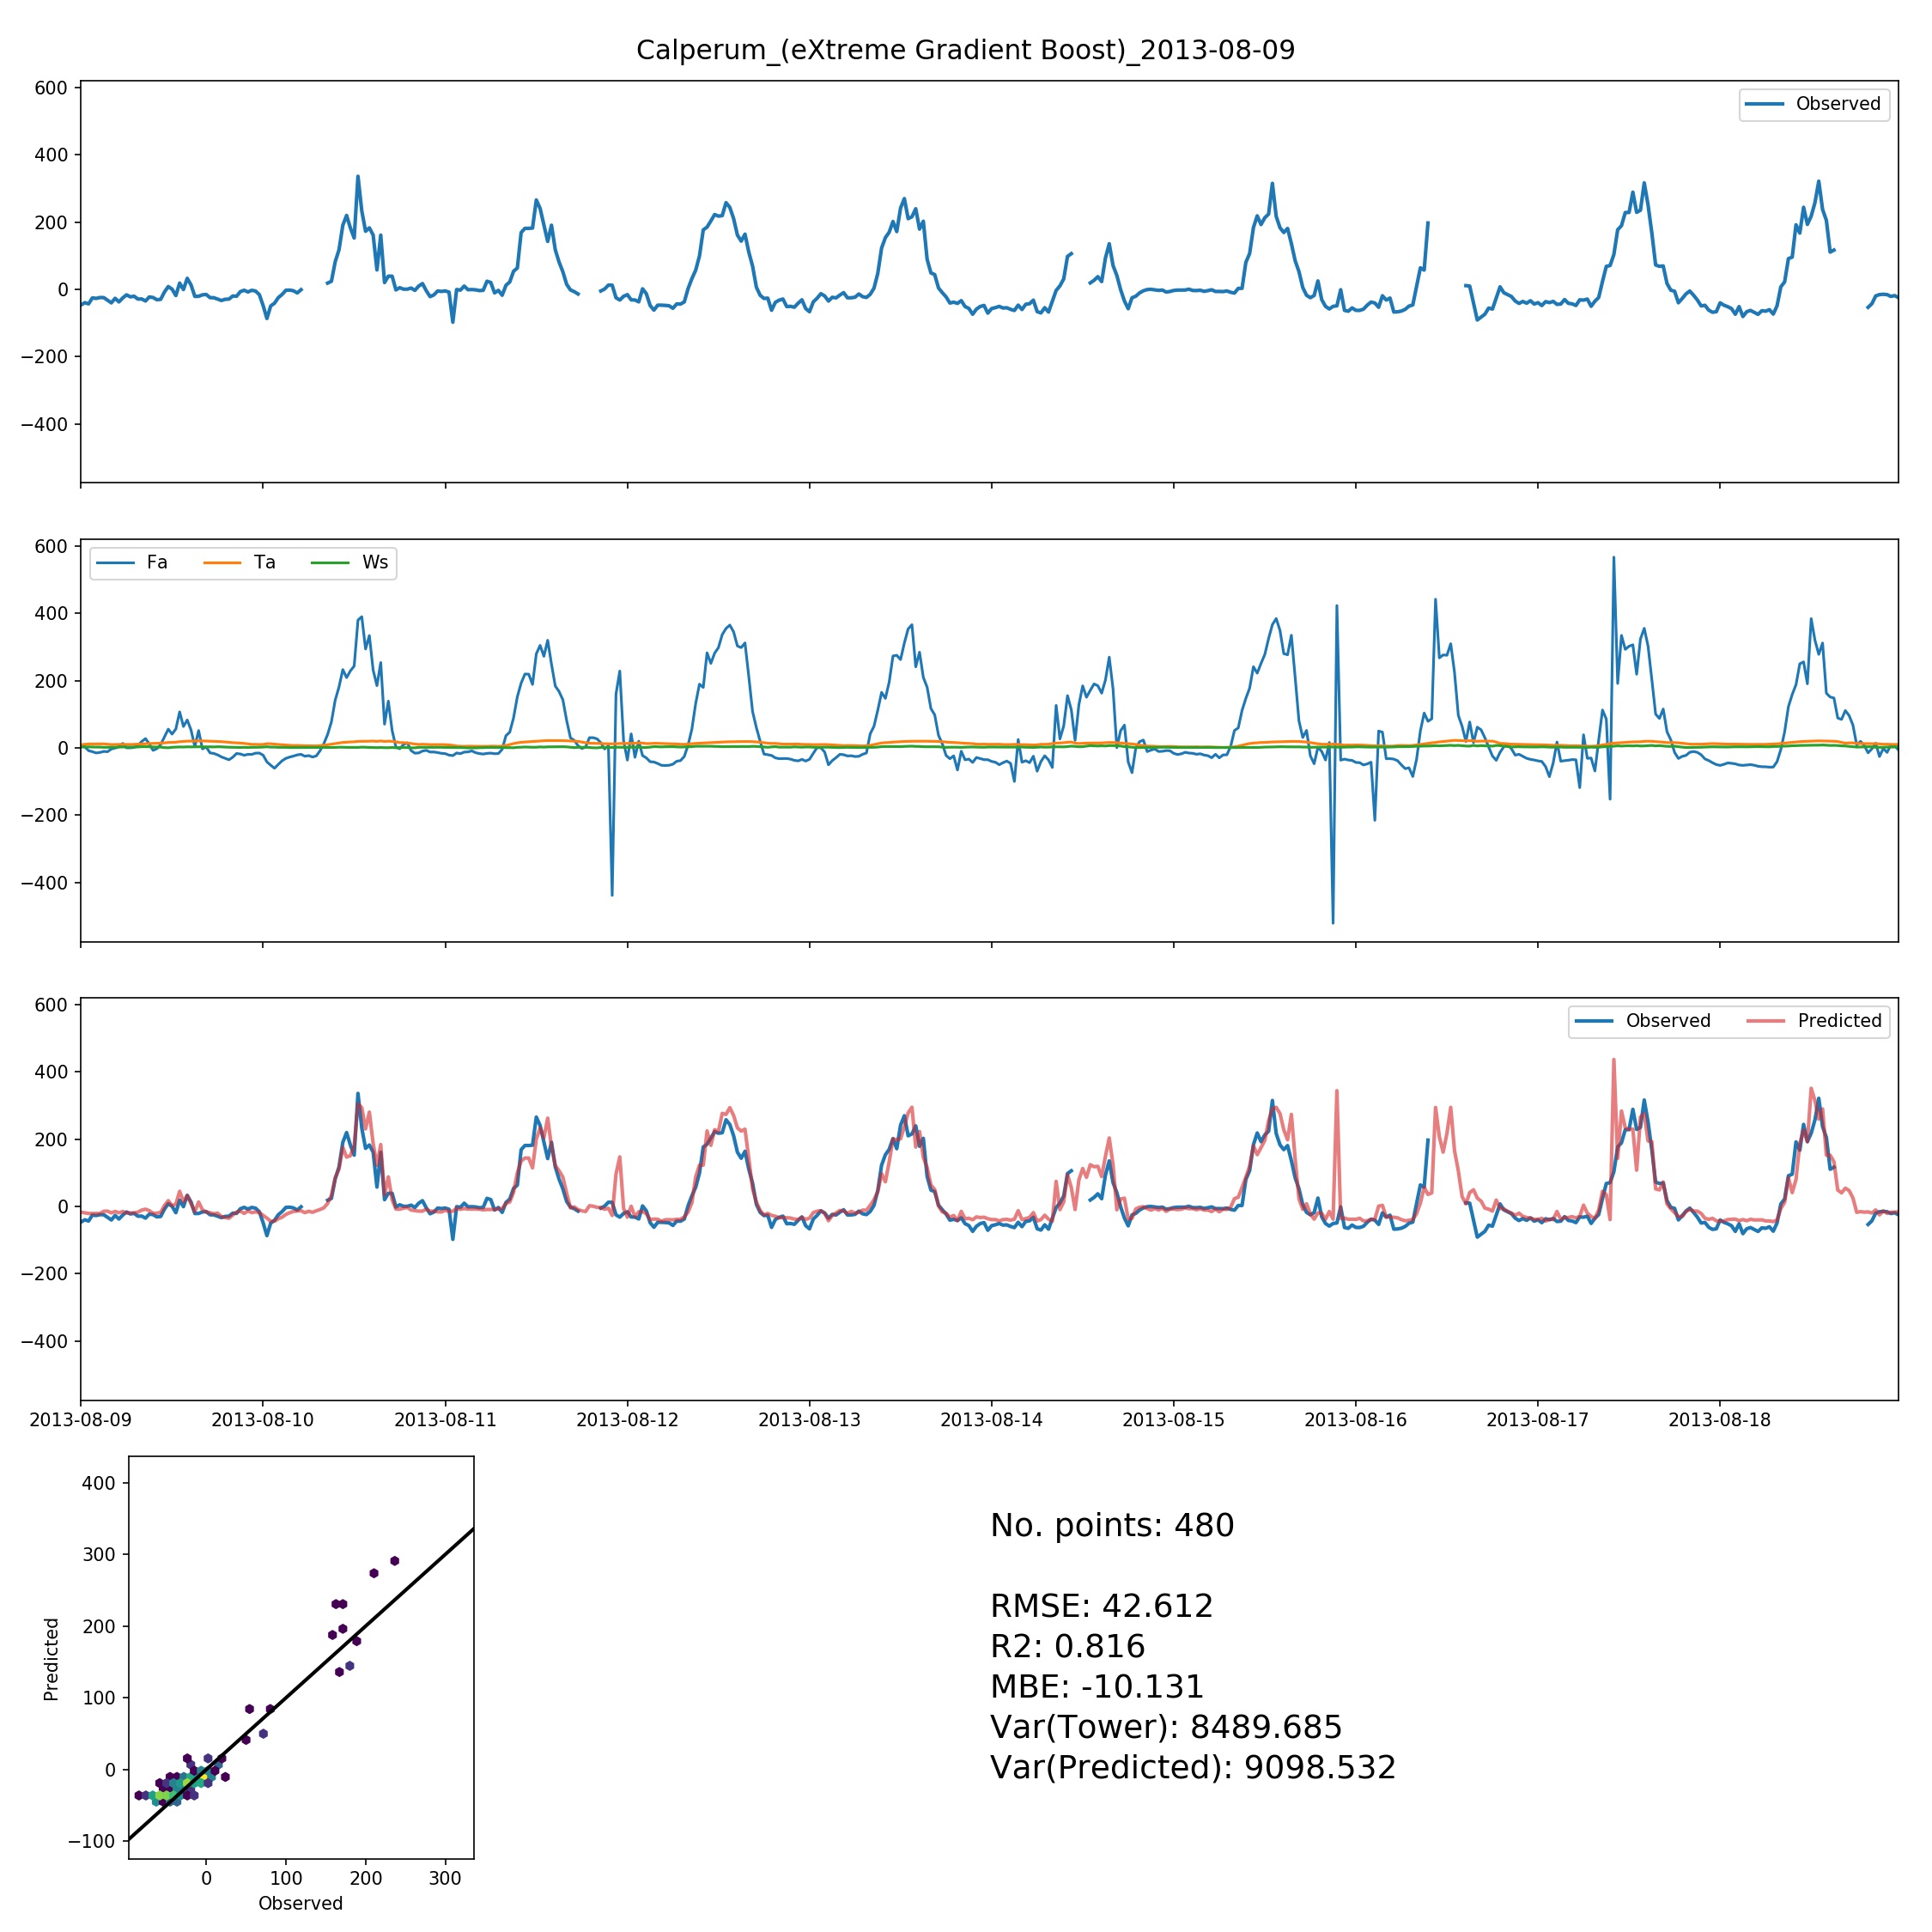 Calperum_(eXtreme Gradient Boost)_2013-08-09
600
400
200
0
−200
−400
Observed
600
400
200
0
−200
−400
Fa Ta Ws
600
400
200
0
−200
−400
Observed Predicted
2013-08-09 2013-08-10 2013-08-11 2013-08-12 2013-08-13 2013-08-14 2013-08-15 2013-08-16 2013-08-17 2013-08-18
400
300
200
100
0
−100
Predicted
0 100 200 300
Observed
No. points: 480
RMSE: 42.612
R2: 0.816
MBE: -10.131
Var(Tower): 8489.685
Var(Predicted): 9098.532